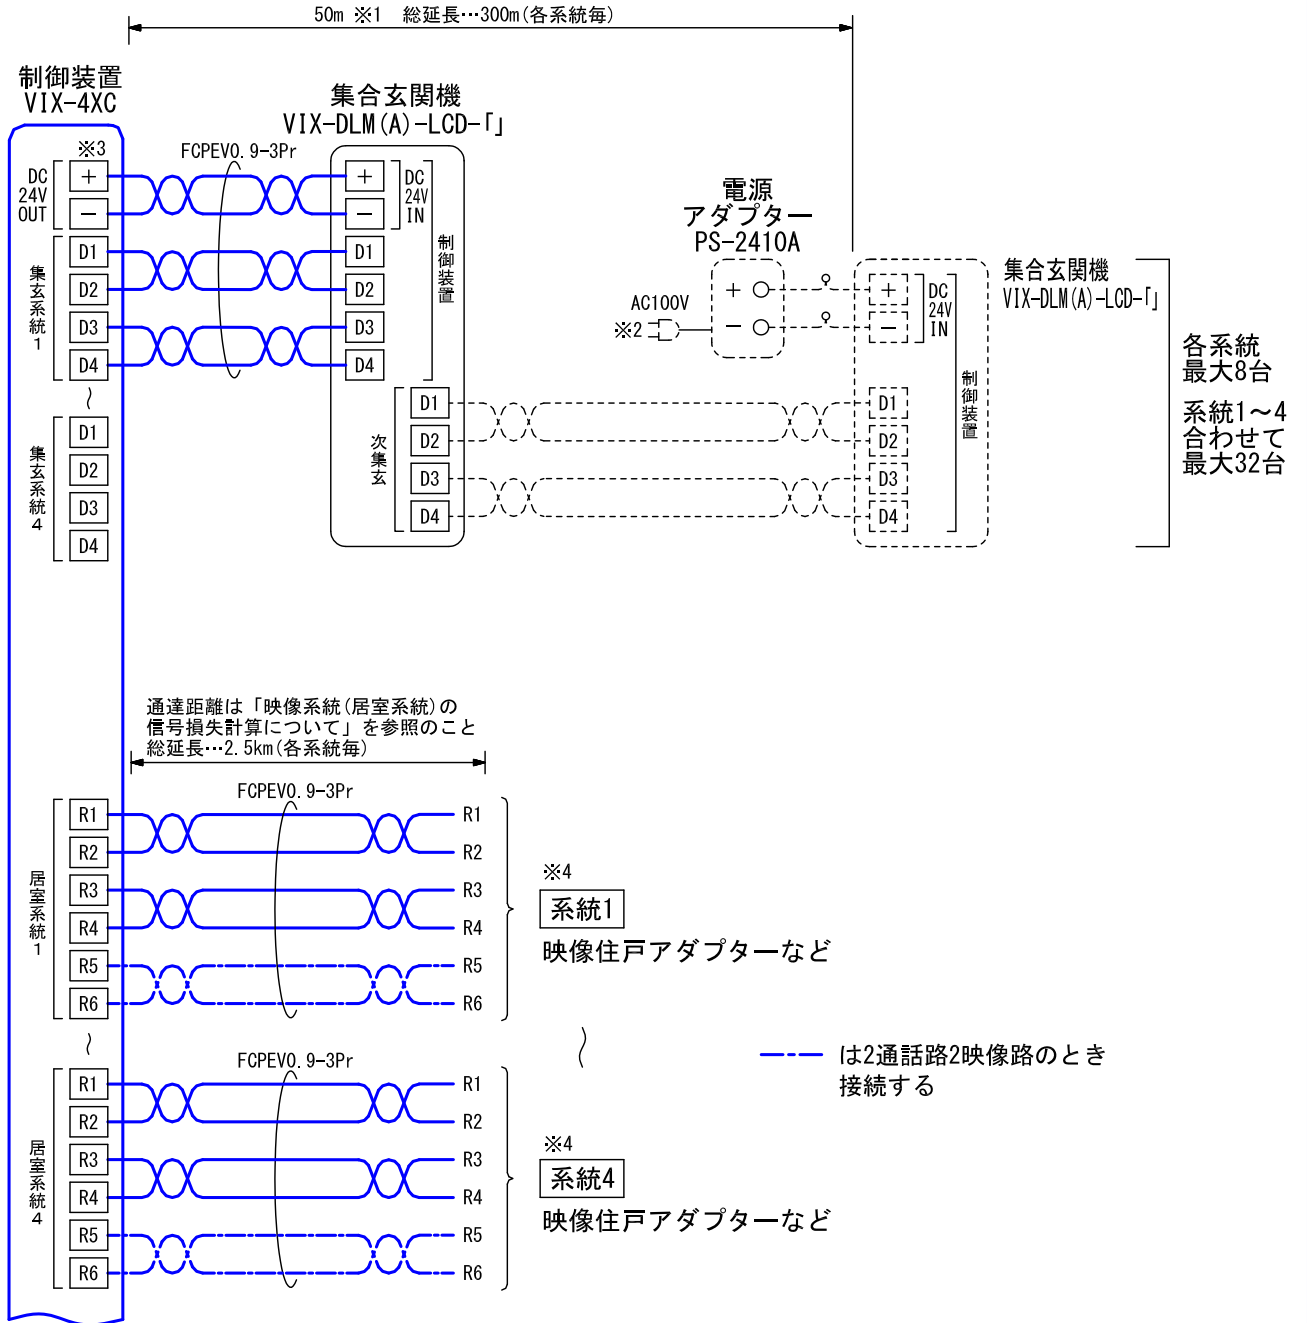 50m ※1 総延長…300m(各系統毎)
制御装置
VIX-4XC
※3
DC
24V
OUT
+
−
集玄系統1
D1
D2
D3
D4
集玄系統4
D1
D2
D3
D4
FCPEV0.9-3Pr
集合玄関機
VIX-DLM(A)-LCD-「」
+
−
DC
24V
IN
D1
D2
D3
D4
制御装置
次集玄
D1
D2
D3
D4
電源
アダプター
PS-2410A
+
−
AC100V
※2
集合玄関機
VIX-DLM(A)-LCD-「」
+
−
DC
24V
IN
D1
D2
D3
D4
制御装置
各系統
最大8台
系統1〜4
合わせて
最大32台
通達距離は「映像系統(居室系統)の
信号損失計算について」を参照のこと
総延長…2.5km(各系統毎)
FCPEV0.9-3Pr
居室系統1
R1
R2
R3
R4
R5
R6
R1
R2
R3
R4
R5
R6
※4
系統1
映像住戸アダプターなど
FCPEV0.9-3Pr
居室系統4
R1
R2
R3
R4
R5
R6
R1
R2
R3
R4
R5
R6
※4
系統4
映像住戸アダプターなど
は2通話路2映像路のとき
接続する